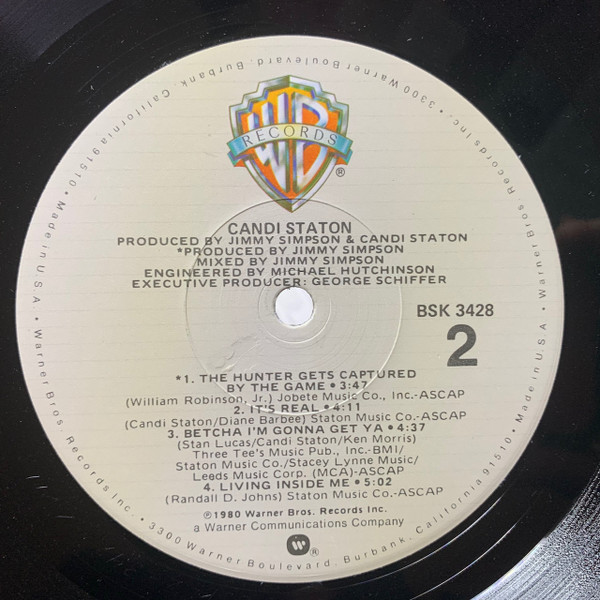 WB
RECORDS
®
CANDI STATON
PRODUCED BY JIMMY SIMPSON & CANDI STATON
*PRODUCED BY JIMMY SIMPSON
MIXED BY JIMMY SIMPSON
ENGINEERED BY MICHAEL HUTCHINSON
EXECUTIVE PRODUCER: GEORGE SCHIFFER
BSK 3428
2
*1. THE HUNTER GETS CAPTURED
BY THE GAME • 3:47
(William Robinson, Jr.) Jobete Music Co., Inc.-ASCAP
2. IT'S REAL • 4:11
(Candi Staton/Diane Barbee) Staton Music Co.-ASCAP
3. BETCHA I'M GONNA GET YA • 4:37
(Stan Lucas/Candi Staton/Ken Morris)
Three Tee's Music Pub., Inc.-BMI/
Staton Music Co./Stacey Lynne Music/
Leeds Music Corp. (MCA)-ASCAP
4. LIVING INSIDE ME • 5:02
(Randall D. Johns) Staton Music Co.-ASCAP
℗1980 Warner Bros. Records Inc.
a Warner Communications Company
W®
Warner Bros. Records Inc. • 3300 Warner Boulevard, Burbank, California 91510 • Made in U.S.A. • Warner Bros. Records Inc. • 3300 Warner Boulevard, Burbank, California 91510 • Made in U.S.A. •